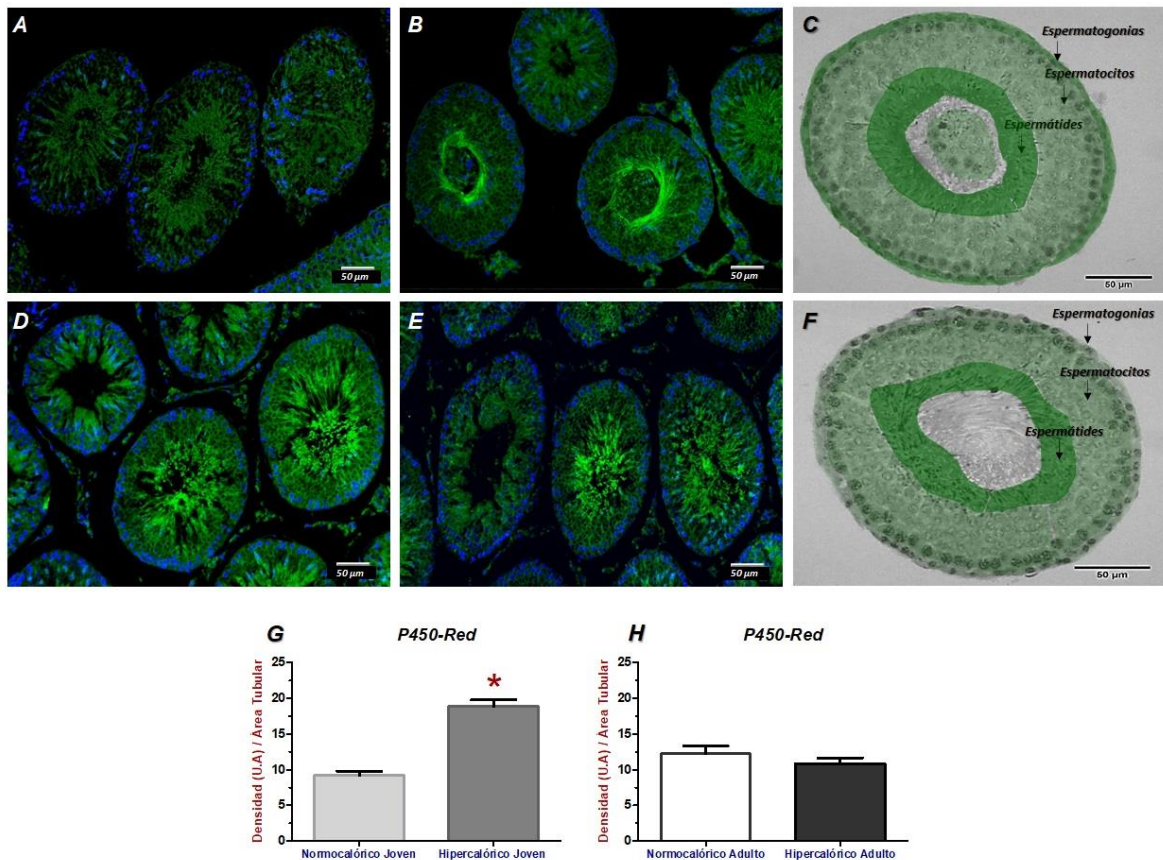 A
50 µm
B
50 µm
C
Espermatogonias
Espermatocitos
Espermátides
50 µm
D
50 µm
E
50 µm
F
Espermatogonias
Espermatocitos
Espermátides
50 µm
G
P450-Red
Densidad (U.A) / Área Tubular
25
20
15
10
5
0
*
Normocalórico Joven
Hipercalórico Joven
H
P450-Red
Densidad (U.A) / Área Tubular
25
20
15
10
5
0
Normocalórico Adulto
Hipercalórico Adulto